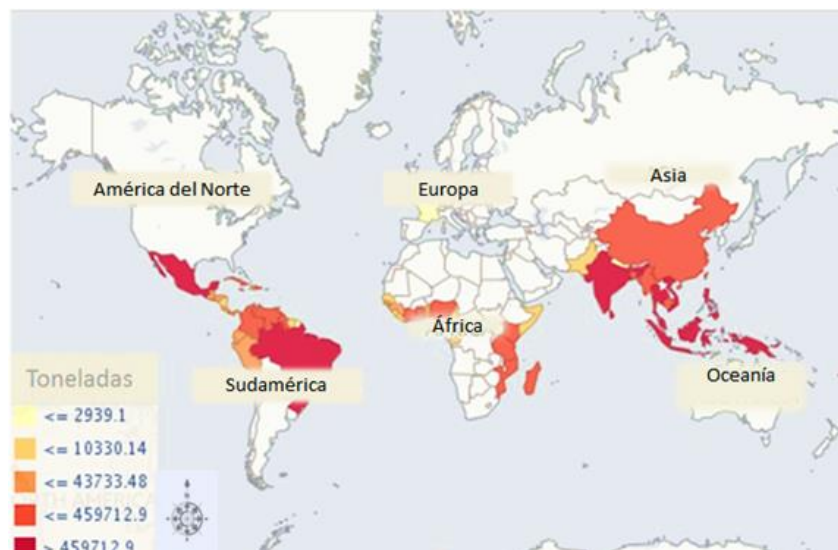 América del Norte
Europa
Asia
África
Sudamérica
Oceanía
Toneladas
<= 2939.1
<= 10330.14
<= 43733.48
<= 459712.9
> 459712.9